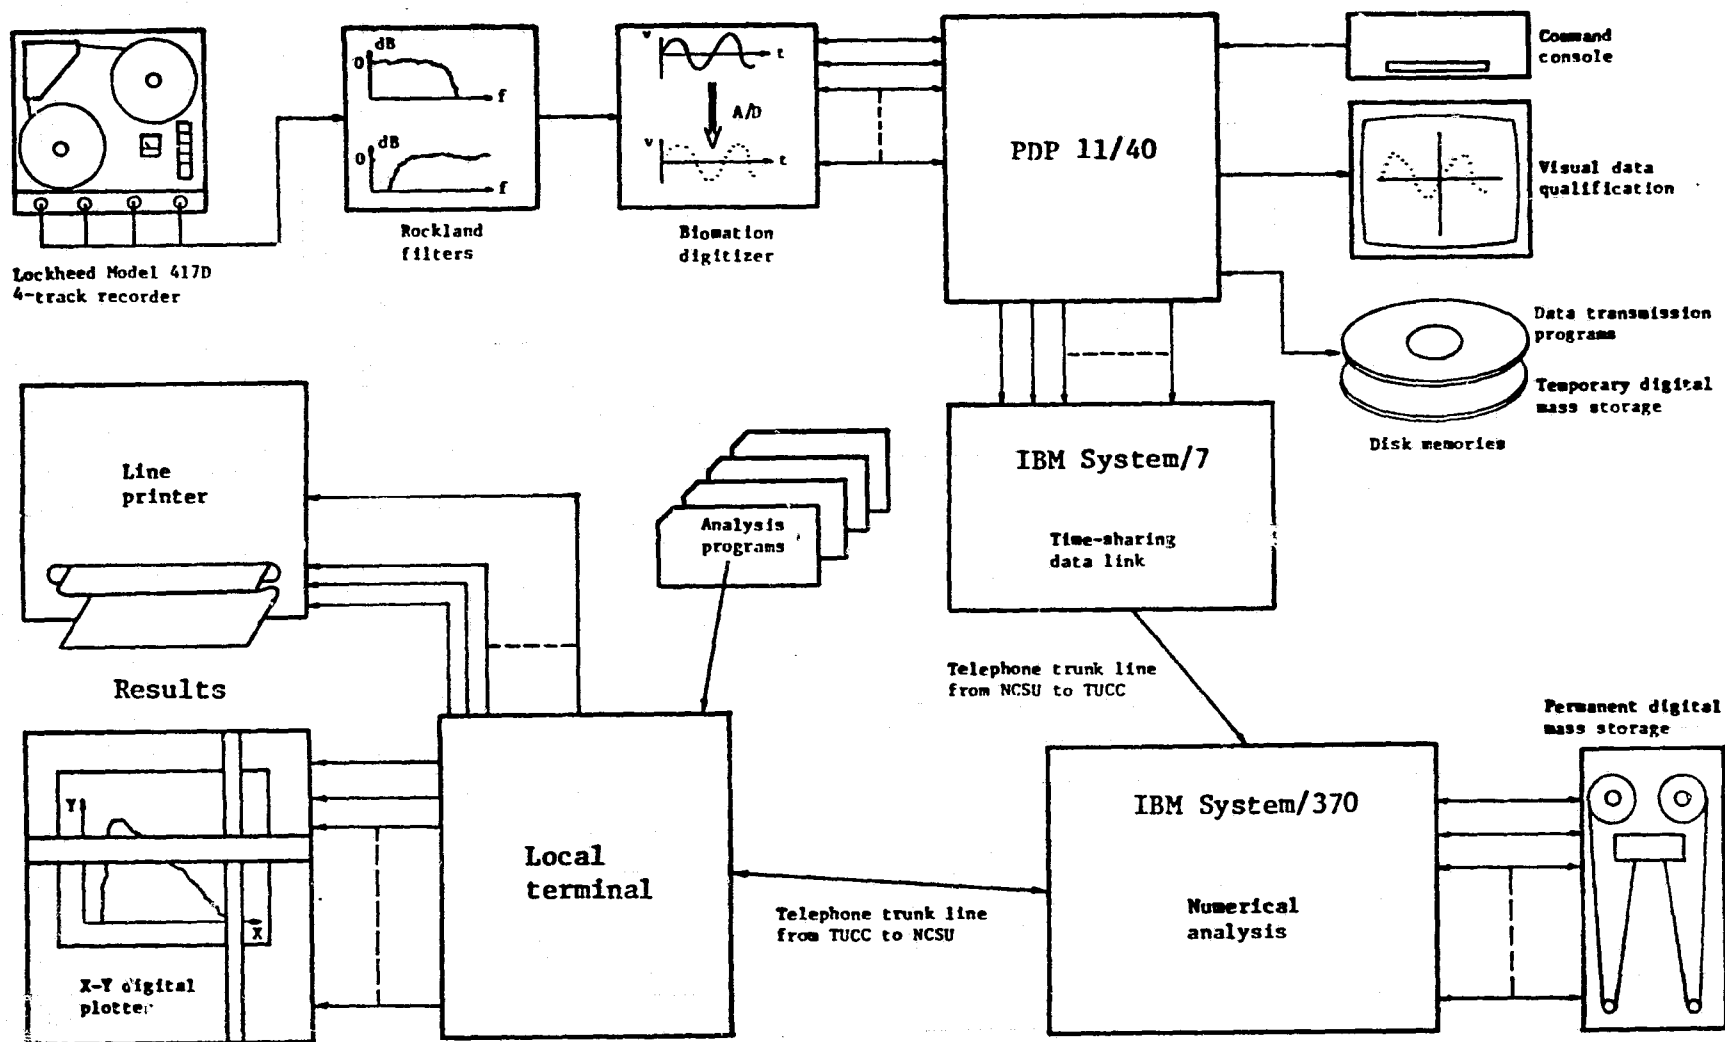 dB
0
f
dB
0
f
Rockland
filters
v
t
A/D
v
t
Biomation
digitizer
PDP 11/40
Command
console
Visual data
qualification
Lockheed Model 417D
4-track recorder
Data transmission
programs
Temporary digital
mass storage
Disk memories
Line
printer
Analysis
programs
IBM System/7
Time-sharing
data link
Telephone trunk line
from NCSU to TUCC
Results
Permanent digital
mass storage
Y
X
X-Y digital
plotter
Local
terminal
Telephone trunk line
from TUCC to NCSU
IBM System/370
Numerical
analysis